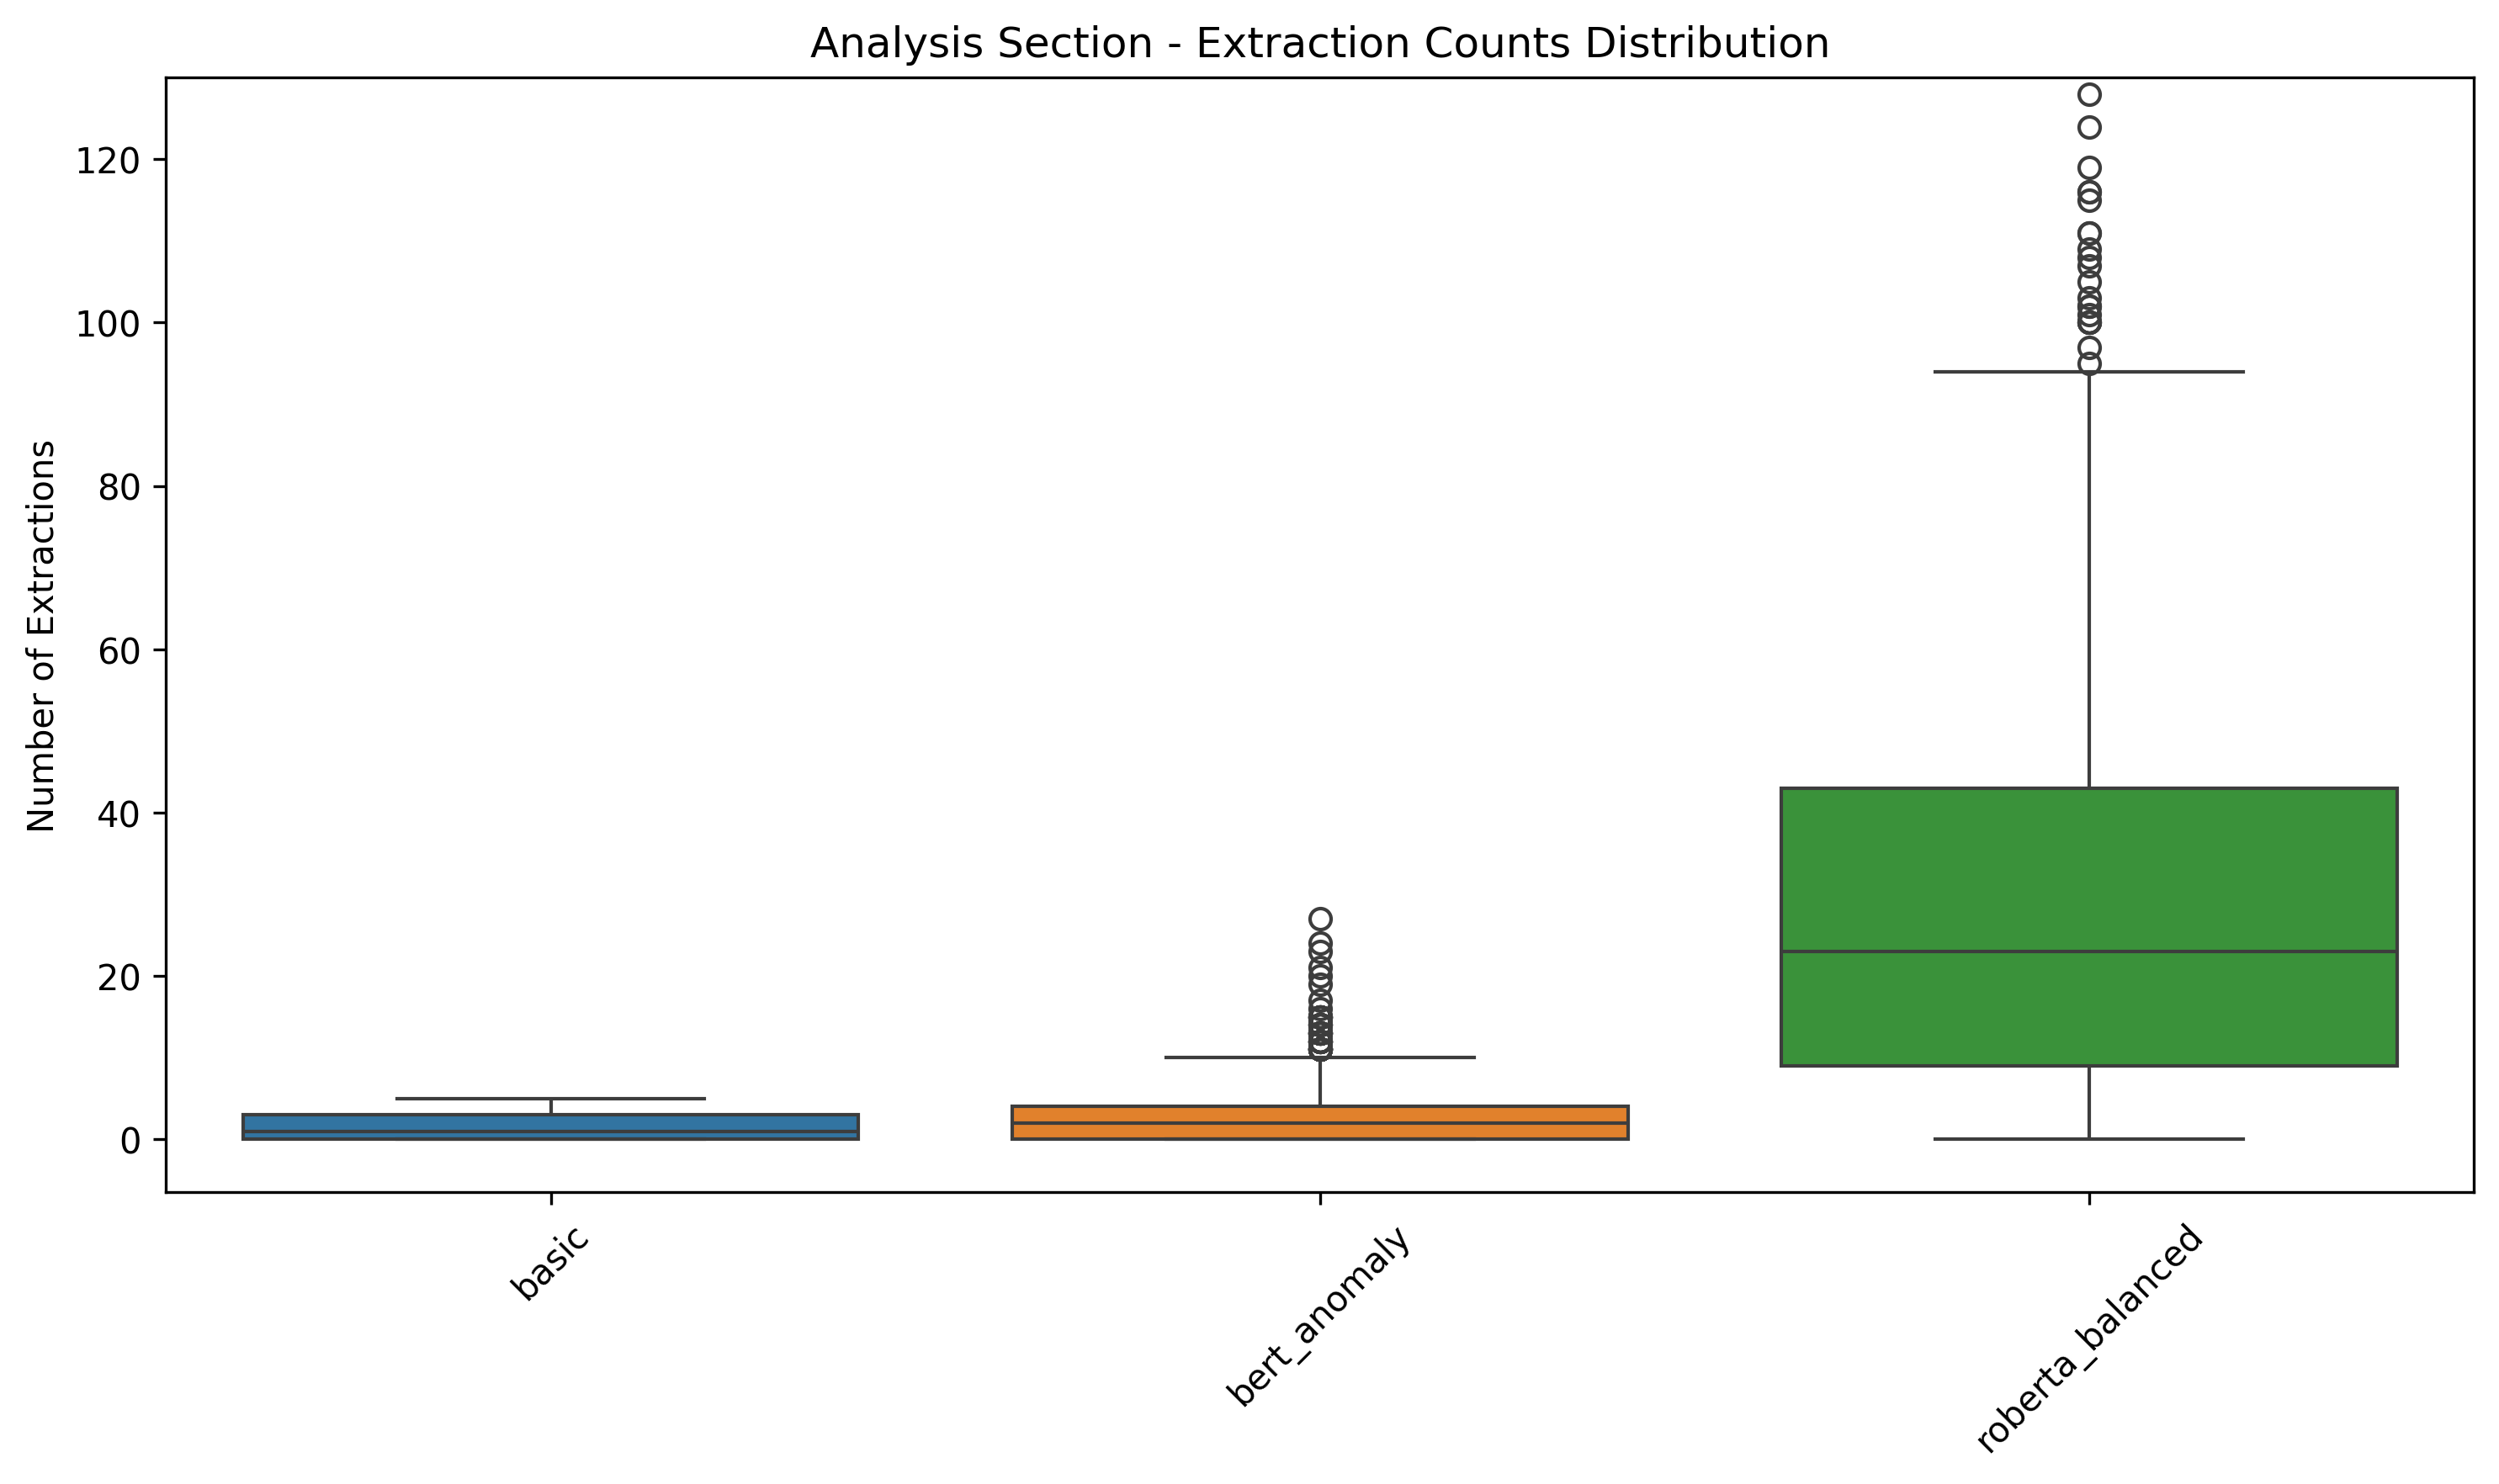 Analysis Section - Extraction Counts Distribution
Number of Extractions
120
100
80
60
40
20
0
basic
bert_anomaly
roberta_balanced